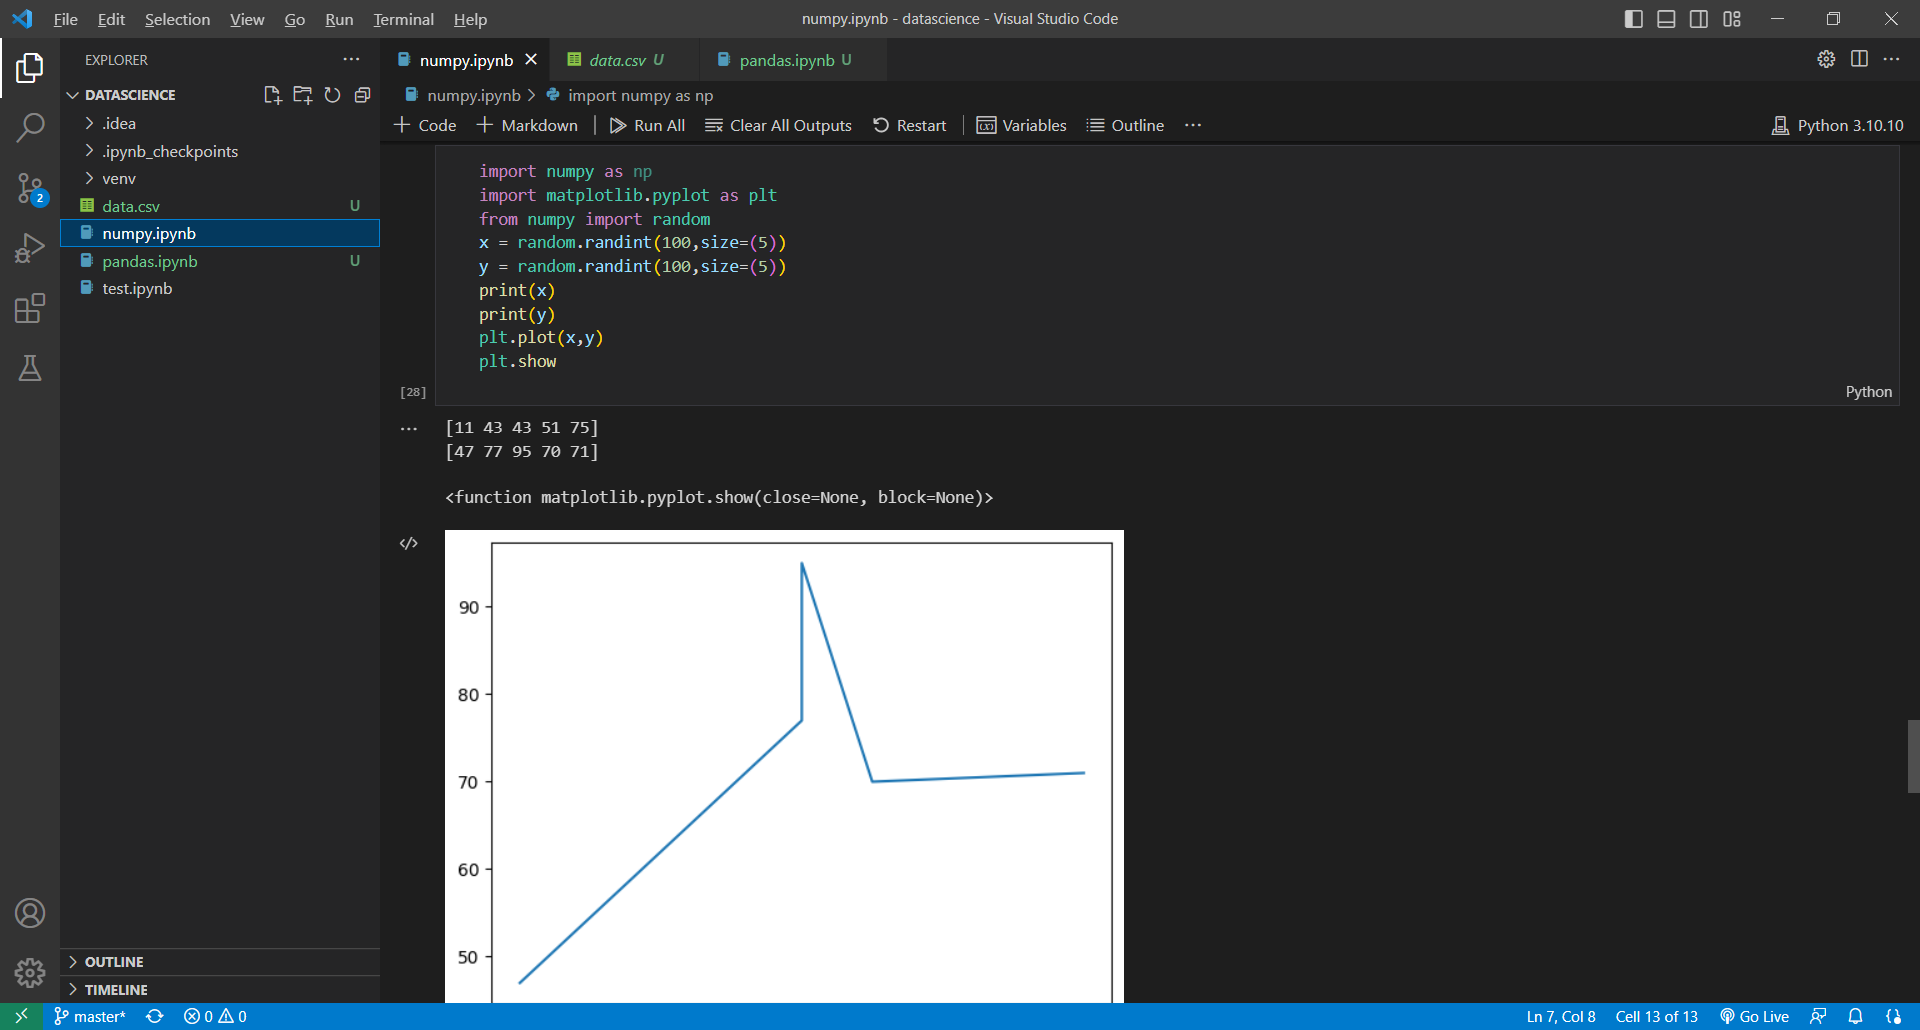 File Edit Selection View Go Run Terminal Help
numpy.ipynb - datascience - Visual Studio Code
EXPLORER
DATASCIENCE
.idea
.ipynb_checkpoints
venv
data.csv U
numpy.ipynb
pandas.ipynb U
test.ipynb
OUTLINE
TIMELINE
numpy.ipynb data.csv U pandas.ipynb U
numpy.ipynb > import numpy as np
+ Code + Markdown Run All Clear All Outputs Restart Variables Outline ... Python 3.10.10
import numpy as np
import matplotlib.pyplot as plt
from numpy import random
x = random.randint(100,size=(5))
y = random.randint(100,size=(5))
print(x)
print(y)
plt.plot(x,y)
plt.show
[28] Python
[11 43 43 51 75]
[47 77 95 70 71]
<function matplotlib.pyplot.show(close=None, block=None)>
90
80
70
60
50
2
master* 0 0 Ln 7, Col 8 Cell 13 of 13 Go Live